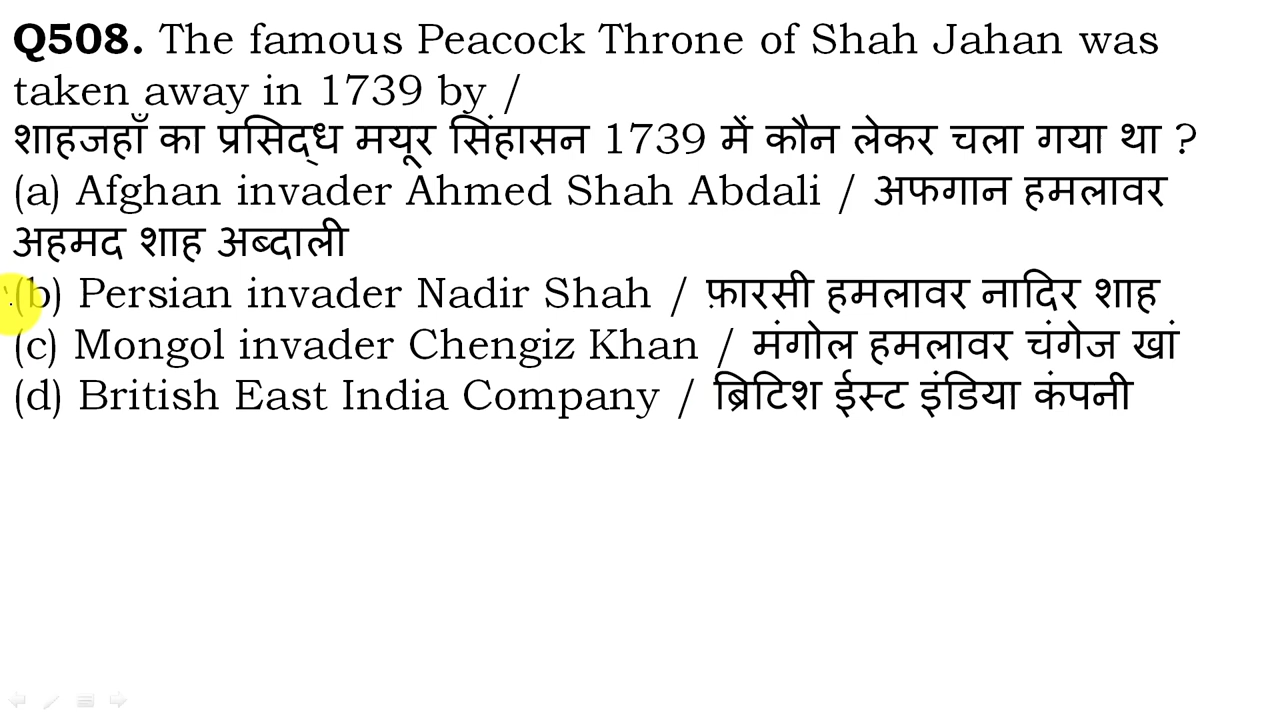 Q508. The famous Peacock Throne of Shah Jahan was
taken away in 1739 by /
शाहजहाँ का प्रसिद्ध मयूर सिंहासन 1739 में कौन लेकर चला गया था ?
(a) Afghan invader Ahmed Shah Abdali / अफगान हमलावर
अहमद शाह अब्दाली
(b) Persian invader Nadir Shah / फ़ारसी हमलावर नादिर शाह
(c) Mongol invader Chengiz Khan / मंगोल हमलावर चंगेज खां
(d) British East India Company / ब्रिटिश ईस्ट इंडिया कंपनी